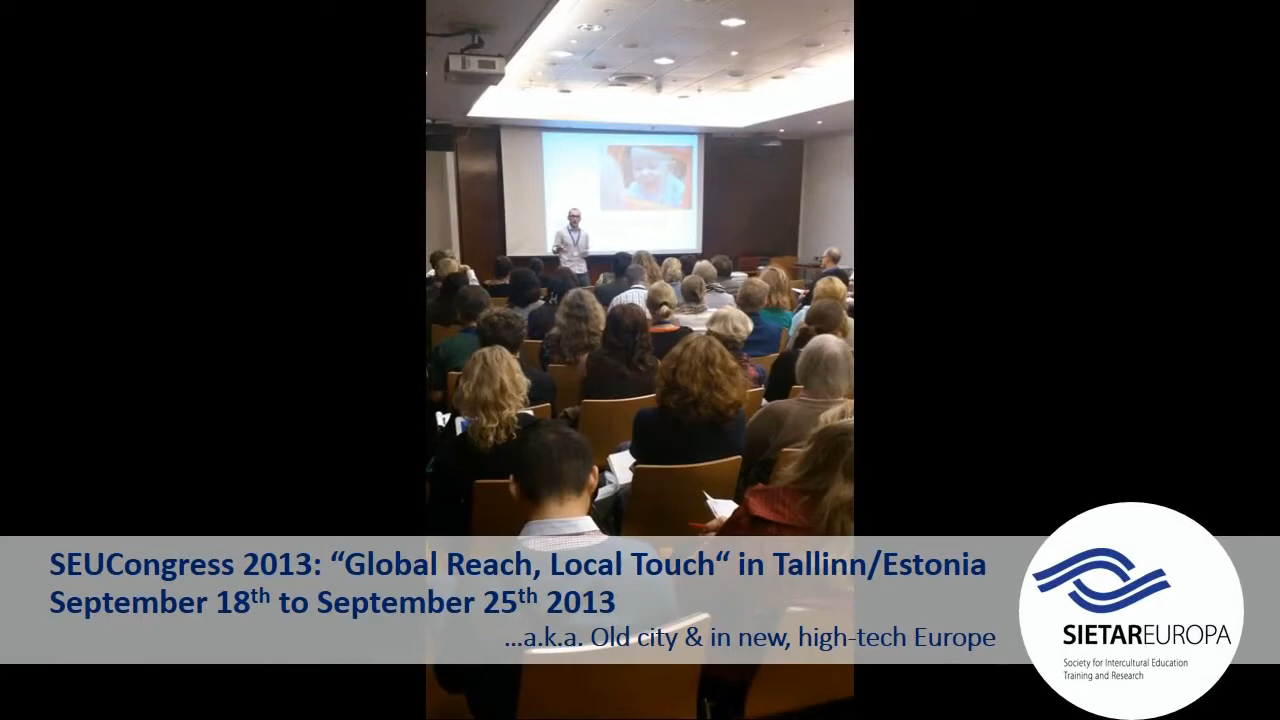 SEUCongress 2013: “Global Reach, Local Touch“ in Tallinn/Estonia
September 18th to September 25th 2013
...a.k.a. Old city & in new, high-tech Europe
SIETAREUROPA
Society for Intercultural Education
Training and Research